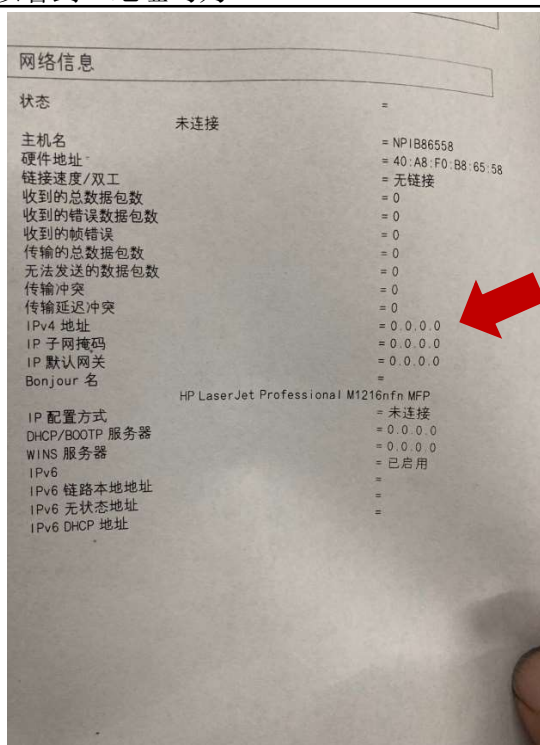 网络信息
状态 =
未连接
主机名 = NPIB86558
硬件地址 = 40:A8:F0:B8:65:58
链接速度/双工 = 无链接
收到的总数据包数 = 0
收到的错误数据包数 = 0
收到的帧错误 = 0
传输的总数据包数 = 0
无法发送的数据包数 = 0
传输冲突 = 0
传输延迟冲突 = 0
IPv4 地址 = 0.0.0.0
IP 子网掩码 = 0.0.0.0
IP 默认网关 = 0.0.0.0
Bonjour 名 =
HP LaserJet Professional M1216nfn MFP
IP 配置方式 = 未连接
DHCP/BOOTP 服务器 = 0.0.0.0
WINS 服务器 = 0.0.0.0
IPv6 = 已启用
IPv6 链路本地地址 =
IPv6 无状态地址 =
IPv6 DHCP 地址 =